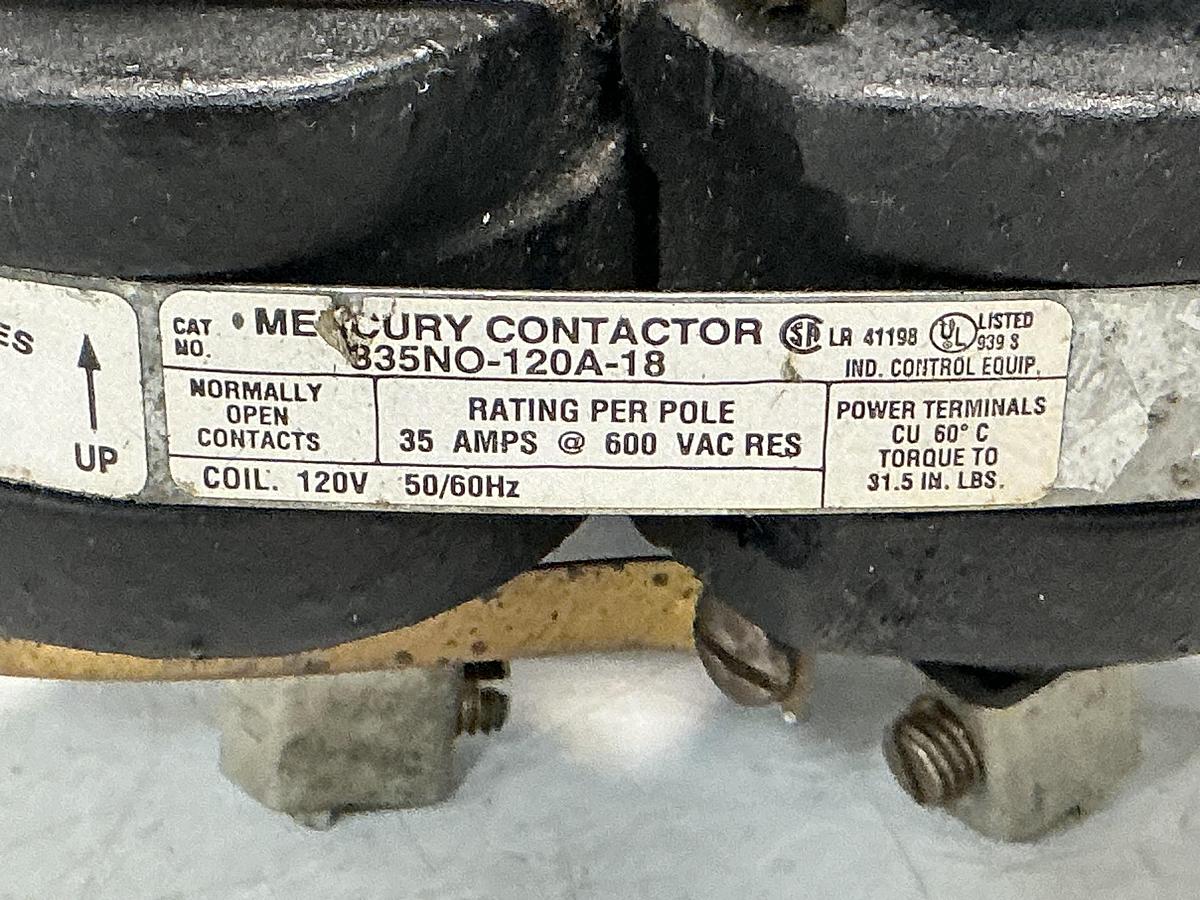 ES
UP
CAT. NO.
MERCURY CONTACTOR
335NO-120A-18
SA LR 41198 UL LISTED 939 S
IND. CONTROL EQUIP.
NORMALLY
OPEN
CONTACTS
RATING PER POLE
35 AMPS @ 600 VAC RES
POWER TERMINALS
CU 60° C
TORQUE TO
31.5 IN. LBS.
COIL. 120V 50/60Hz